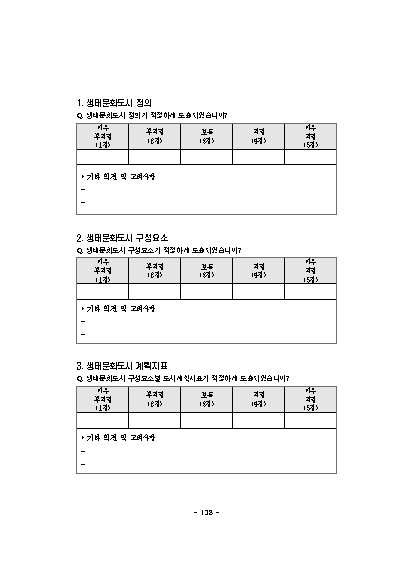 1. 생태문화도시 정의
Q. 생태문화도시 정의가 적정하게 도출되었습니까?
매우 부적정 (1점) 부적정 (2점) 보통 (3점) 적정 (4점) 매우 적정 (5점)
• 기타 의견 및 고려사항
-
-
2. 생태문화도시 구성요소
Q. 생태문화도시 구성요소가 적정하게 도출되었습니까?
매우 부적정 (1점) 부적정 (2점) 보통 (3점) 적정 (4점) 매우 적정 (5점)
• 기타 의견 및 고려사항
-
-
3. 생태문화도시 계획지표
Q. 생태문화도시 구성요소별 도시계획지표가 적정하게 도출되었습니까?
매우 부적정 (1점) 부적정 (2점) 보통 (3점) 적정 (4점) 매우 적정 (5점)
• 기타 의견 및 고려사항
-
-
- 138 -